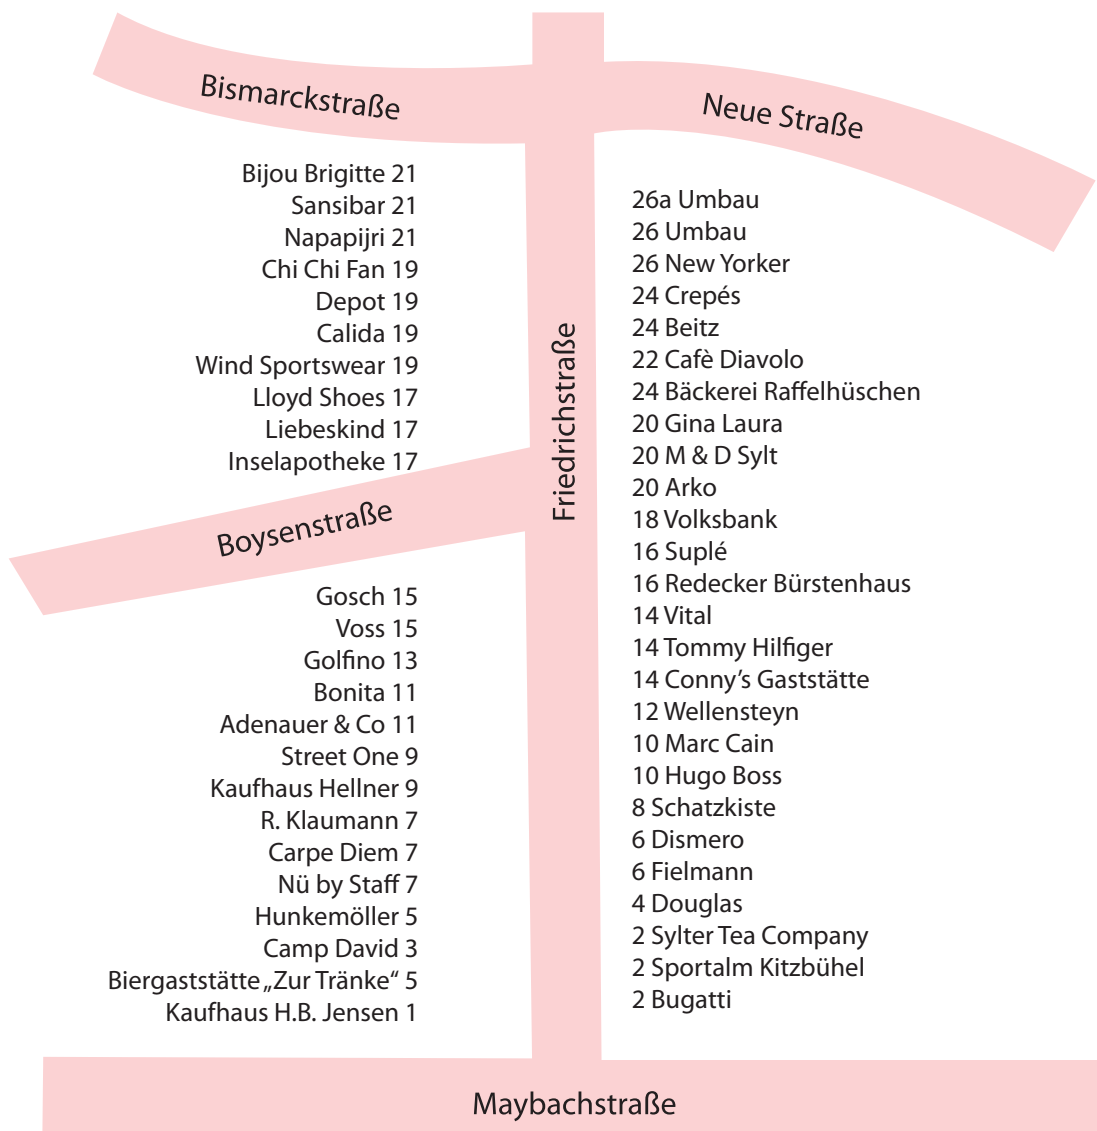 Bismarckstraße
Neue Straße
Bijou Brigitte 21
Sansibar 21
Napapijri 21
Chi Chi Fan 19
Depot 19
Calida 19
Wind Sportswear 19
Lloyd Shoes 17
Liebeskind 17
Inselapotheke 17
Boysenstraße
Gosch 15
Voss 15
Golfino 13
Bonita 11
Adenauer & Co 11
Street One 9
Kaufhaus Hellner 9
R. Klaumann 7
Carpe Diem 7
Nü by Staff 7
Hunkemöller 5
Camp David 3
Biergaststätte „Zur Tränke“ 5
Kaufhaus H.B. Jensen 1
Friedrichstraße
26a Umbau
26 Umbau
26 New Yorker
24 Crepés
24 Beitz
22 Cafè Diavolo
24 Bäckerei Raffelhüschen
20 Gina Laura
20 M & D Sylt
20 Arko
18 Volksbank
16 Suplé
16 Redecker Bürstenhaus
14 Vital
14 Tommy Hilfiger
14 Conny’s Gaststätte
12 Wellensteyn
10 Marc Cain
10 Hugo Boss
8 Schatzkiste
6 Dismero
6 Fielmann
4 Douglas
2 Sylter Tea Company
2 Sportalm Kitzbühel
2 Bugatti
Maybachstraße